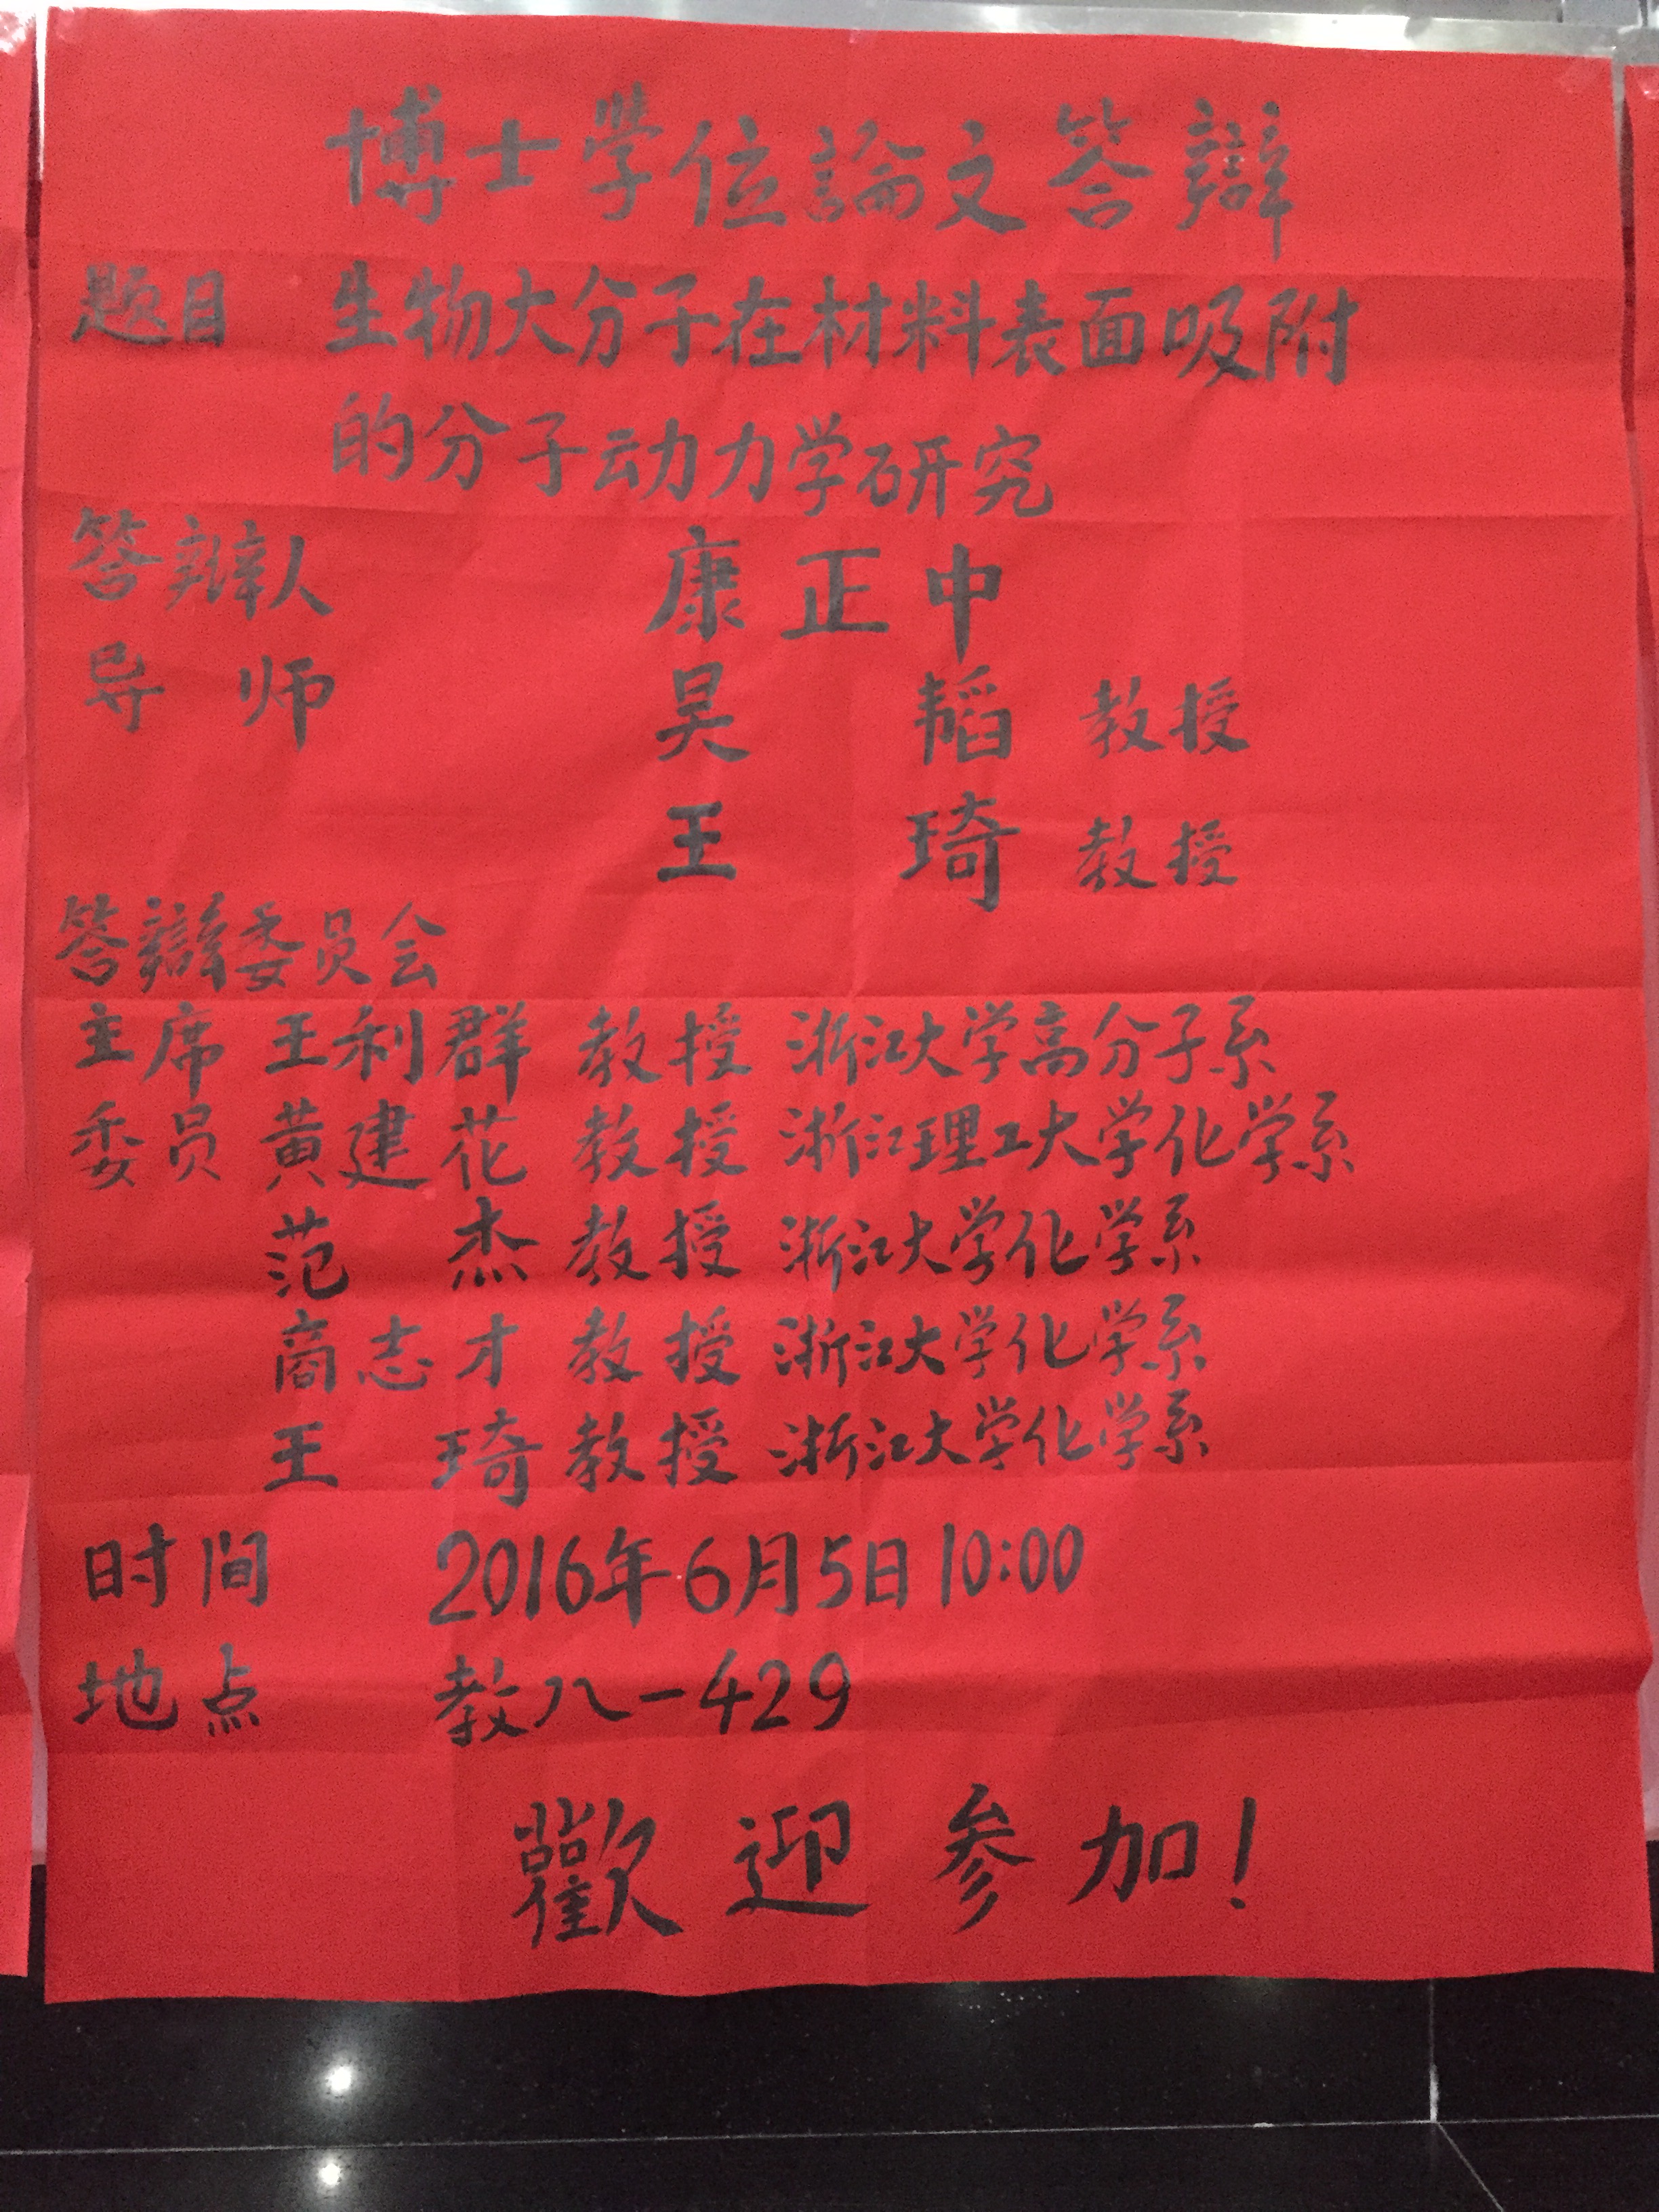 博士學位論文答辯
题目 生物大分子在材料表面吸附
的分子动力学研究
答辩人 康正中
导师 吴韬 教授
王琦 教授
答辯委员会
主席 王利群 教授 浙江大学高分子系
委员 黄建花 教授 浙江理工大学化学系
范杰 教授 浙江大学化学系
商志才 教授 浙江大学化学系
王琦 教授 浙江大学化学系
时间 2016年6月5日10:00
地点 教八-429
歡迎参加!